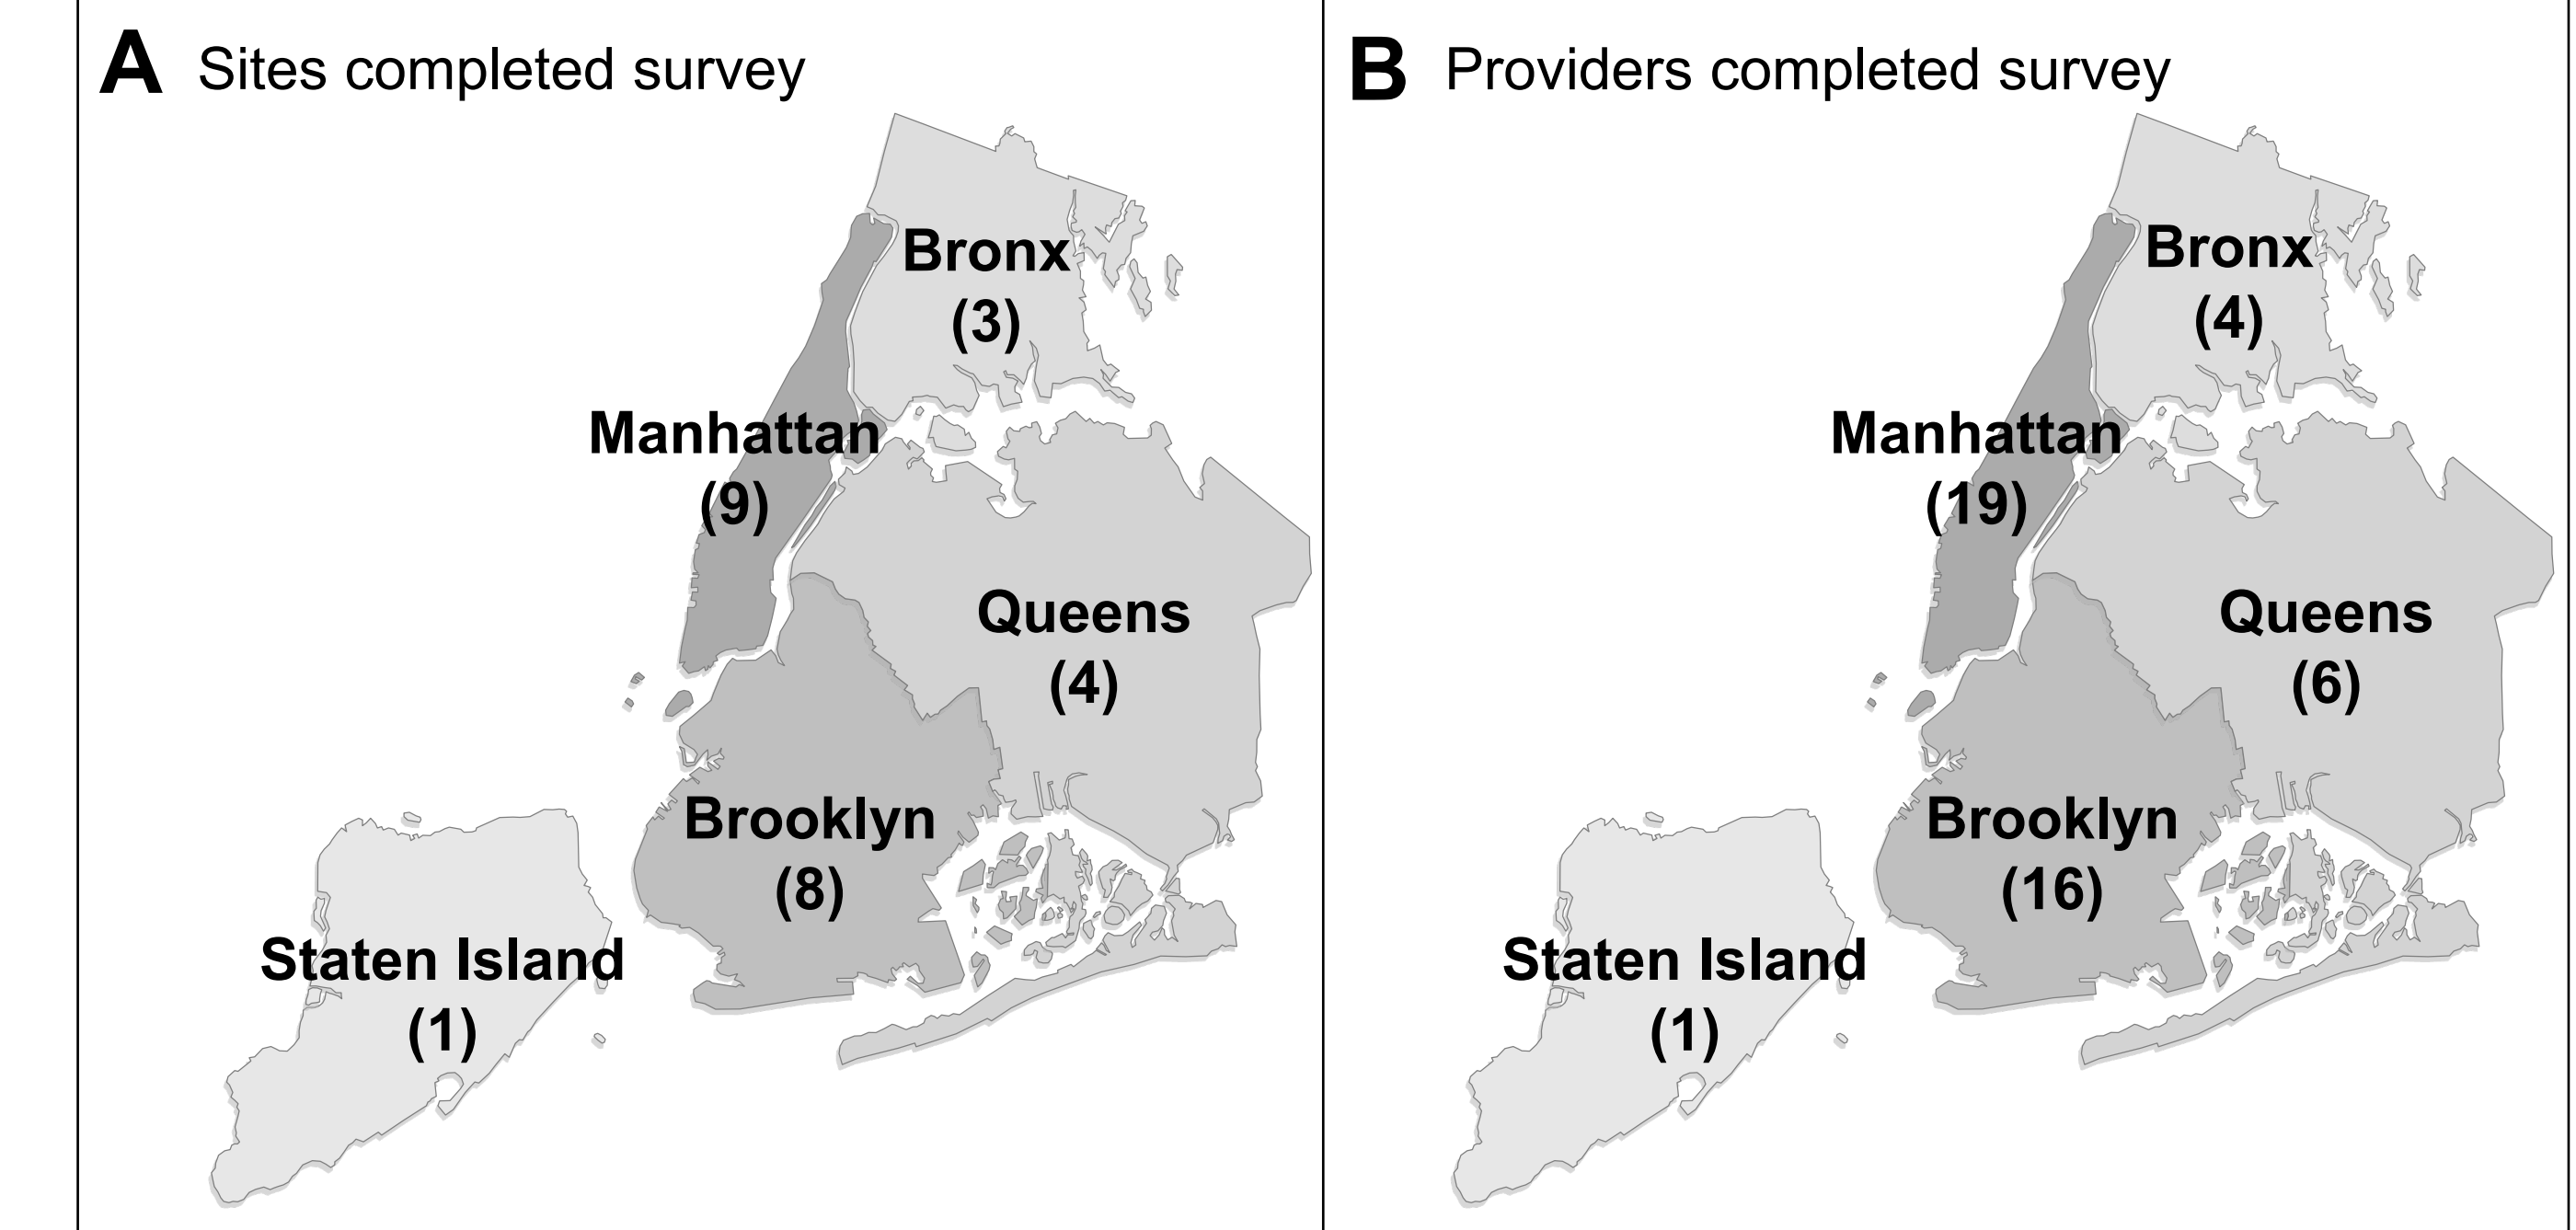 A Sites completed survey
Bronx
(3)
Manhattan
(9)
Queens
(4)
Brooklyn
(8)
Staten Island
(1)
B Providers completed survey
Bronx
(4)
Manhattan
(19)
Queens
(6)
Brooklyn
(16)
Staten Island
(1)